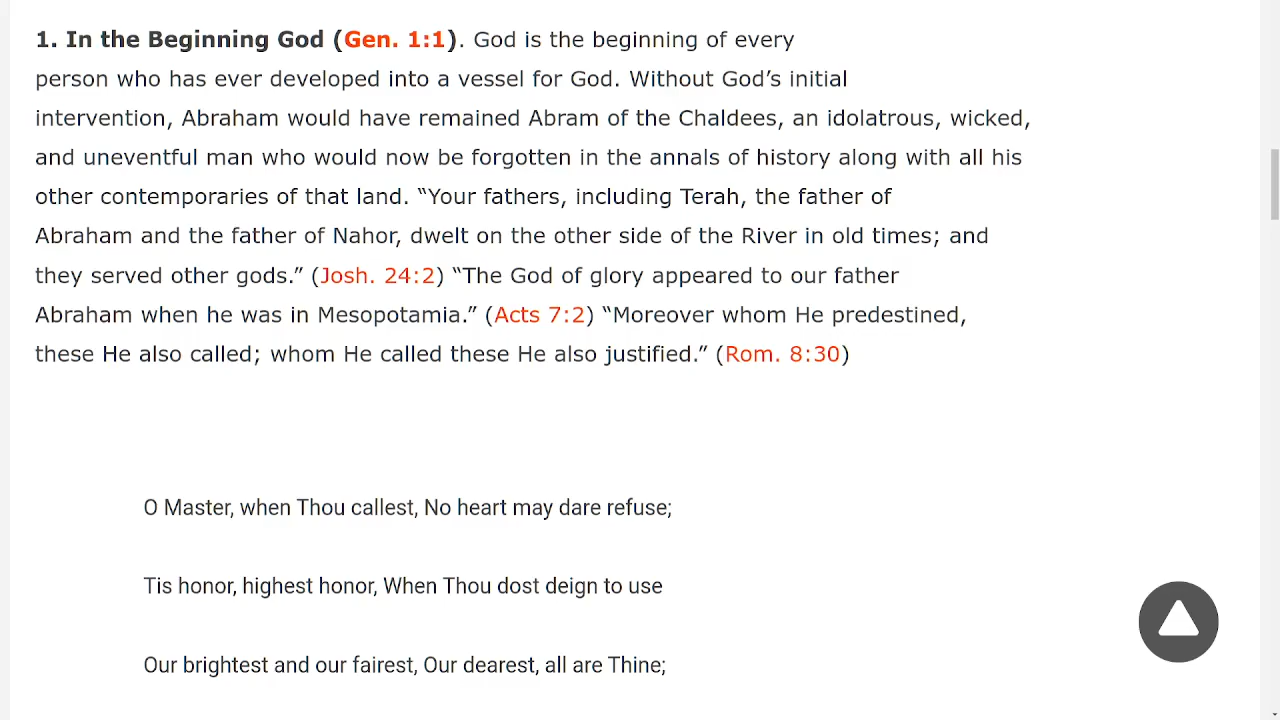 1. In the Beginning God (Gen. 1:1). God is the beginning of every
person who has ever developed into a vessel for God. Without God’s initial
intervention, Abraham would have remained Abram of the Chaldees, an idolatrous, wicked,
and uneventful man who would now be forgotten in the annals of history along with all his
other contemporaries of that land. “Your fathers, including Terah, the father of
Abraham and the father of Nahor, dwelt on the other side of the River in old times; and
they served other gods.” (Josh. 24:2) “The God of glory appeared to our father
Abraham when he was in Mesopotamia.” (Acts 7:2) “Moreover whom He predestined,
these He also called; whom He called these He also justified.” (Rom. 8:30)
O Master, when Thou callest, No heart may dare refuse;
Tis honor, highest honor, When Thou dost deign to use
Our brightest and our fairest, Our dearest, all are Thine;